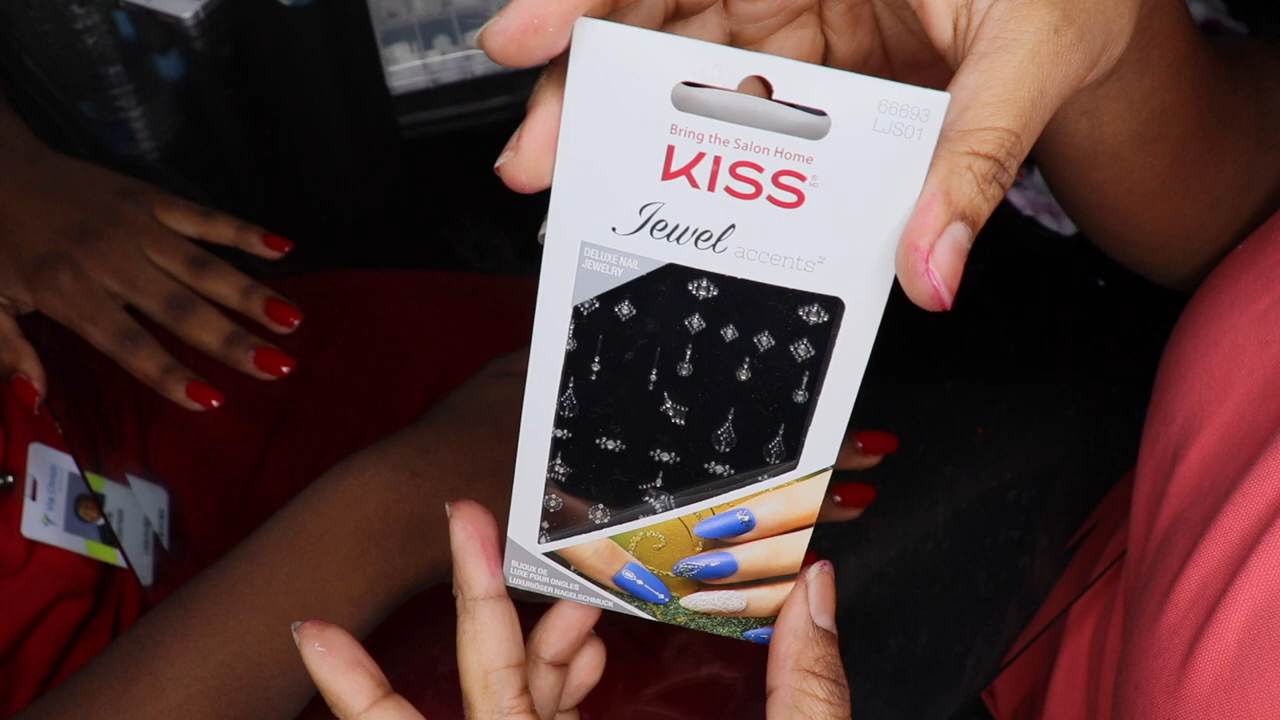 66693
LJS01
Bring the Salon Home
KISS®
Jewel accents
DELUXE NAIL
JEWELRY
BIJOUX DE
LUXE POUR ONGLES
LUXURIÖSER NAGELSCHMUCK